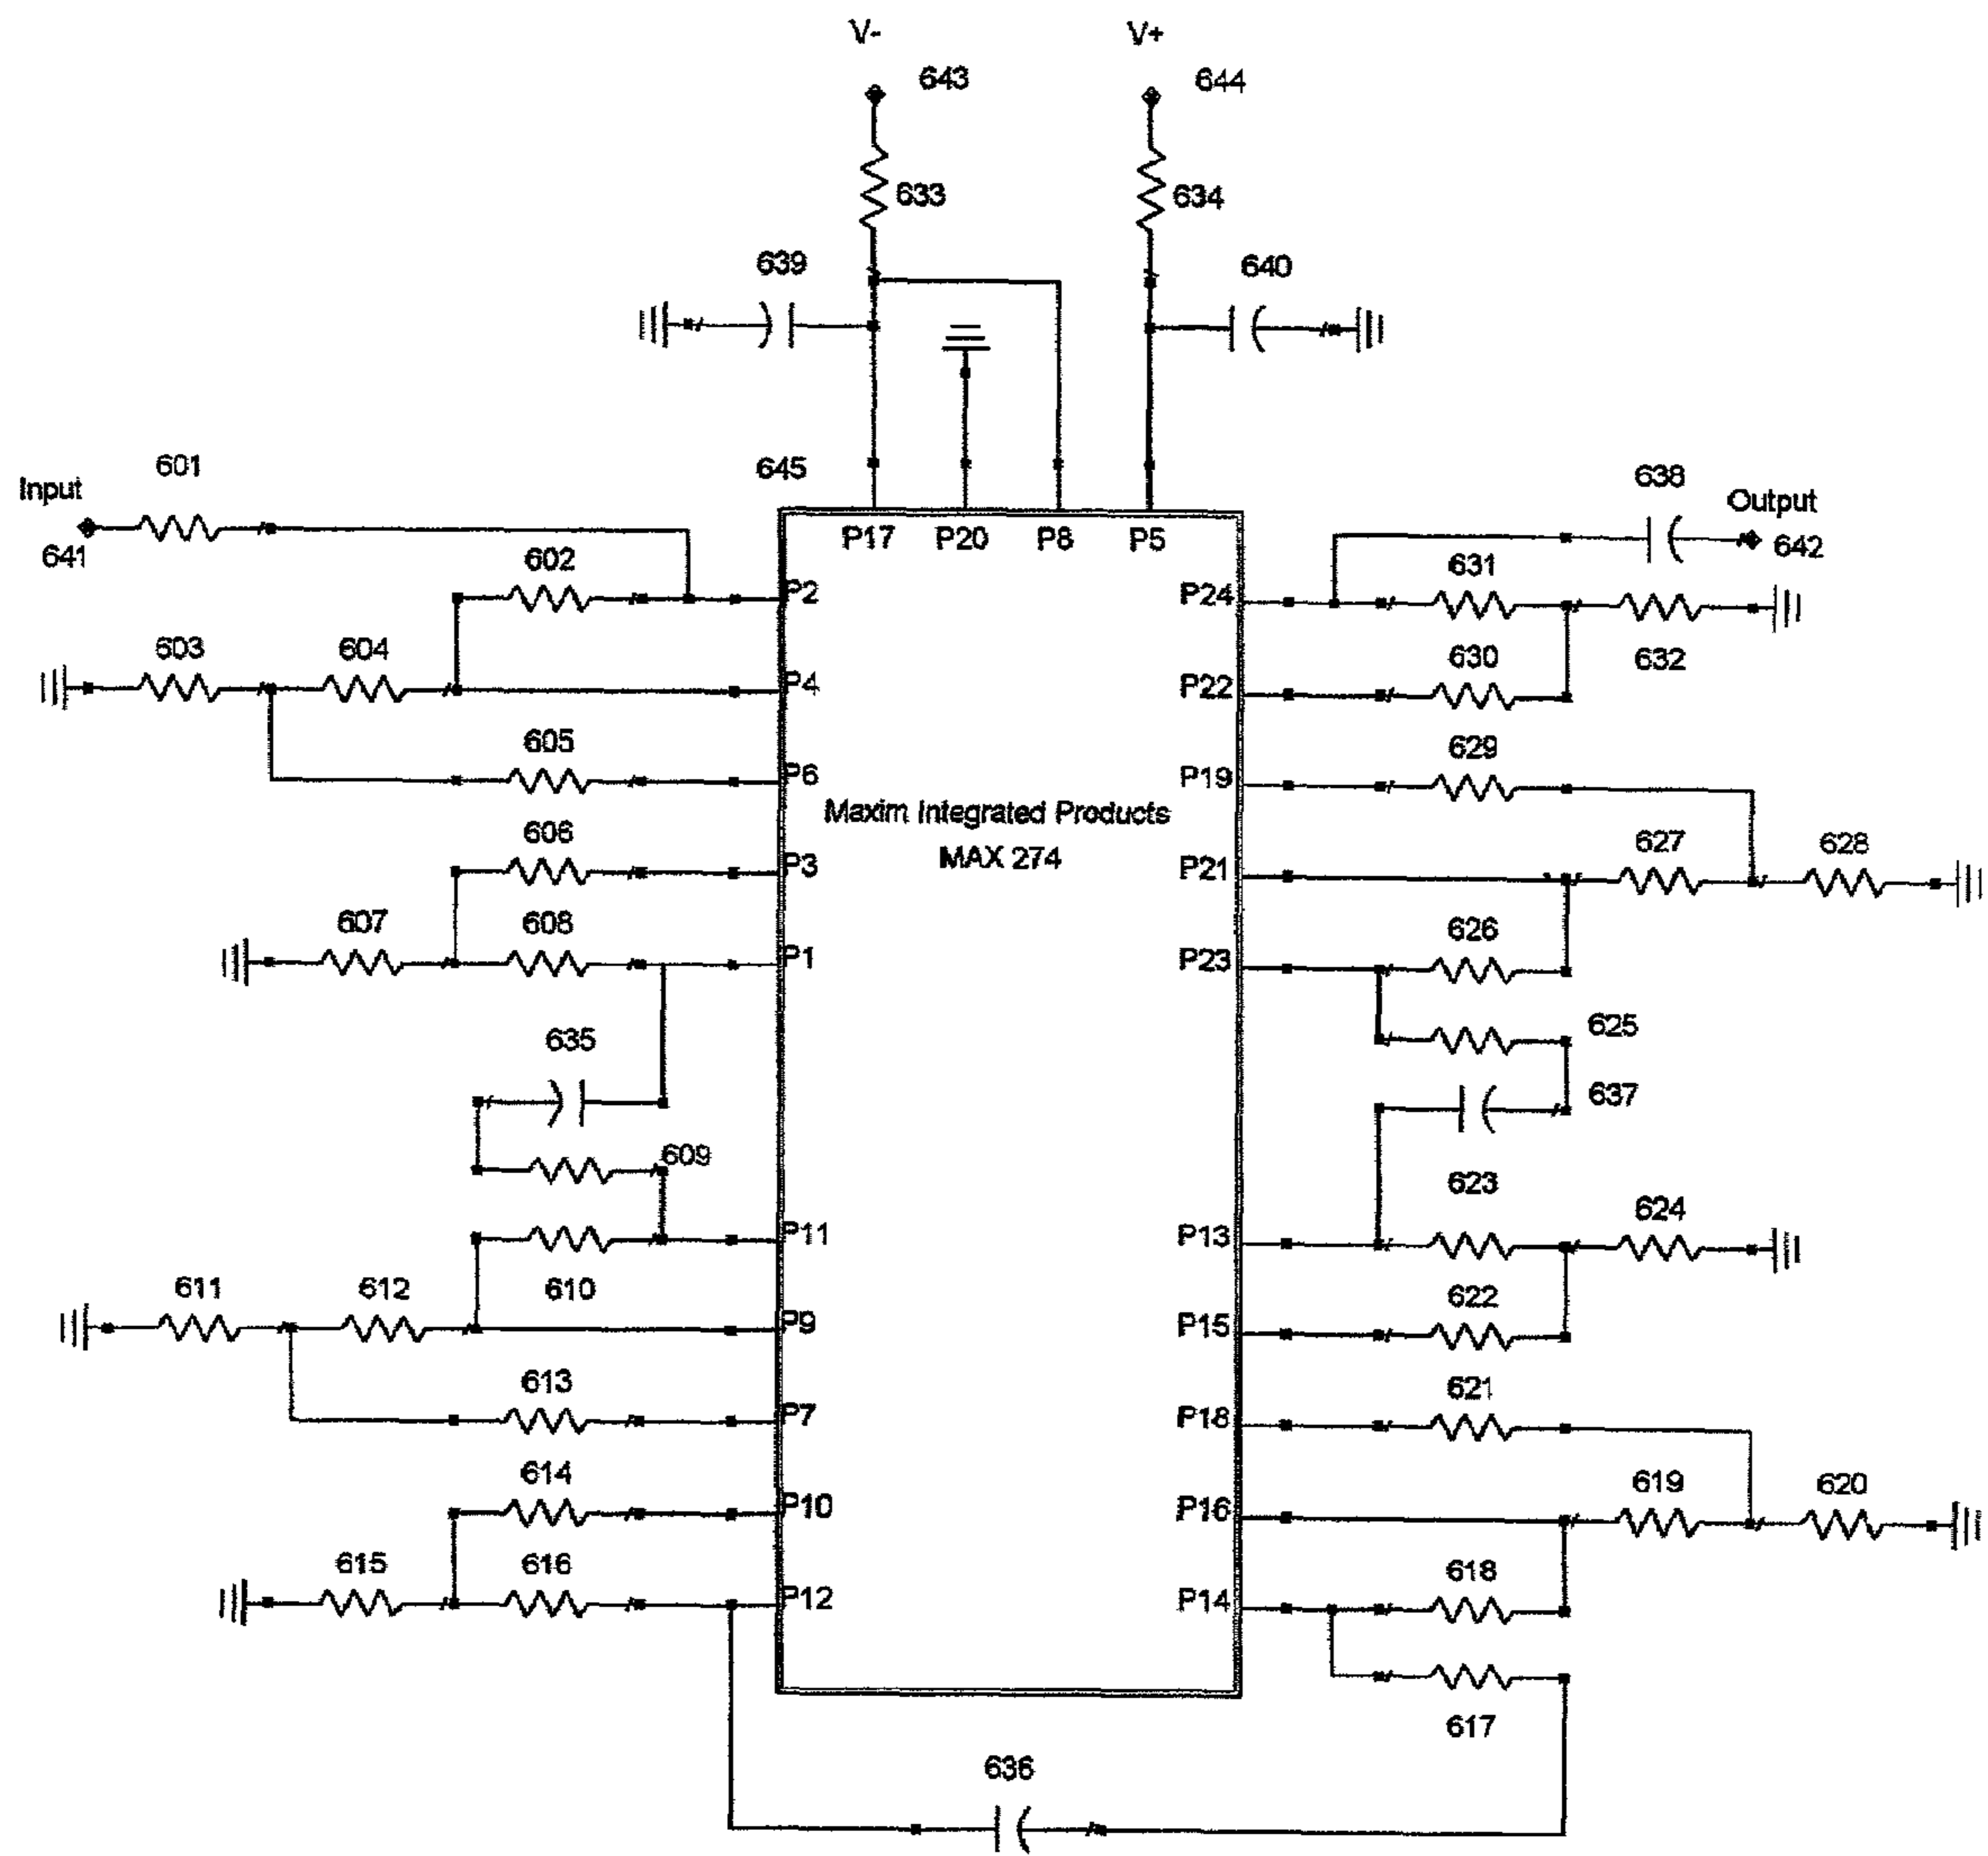 V-
V+
643
644
633
634
639
640
645
601
Input
641
638
Output
642
P17
P20
P8
P5
602
P2
P24
631
603
604
P4
P22
630
632
605
P6
P19
629
Maxim Integrated Products
MAX 274
606
P3
P21
627
628
607
608
P1
P23
626
635
625
637
609
623
624
P11
P13
611
612
610
P9
P15
622
613
P7
P18
621
614
P10
P16
619
620
615
616
P12
P14
618
617
636